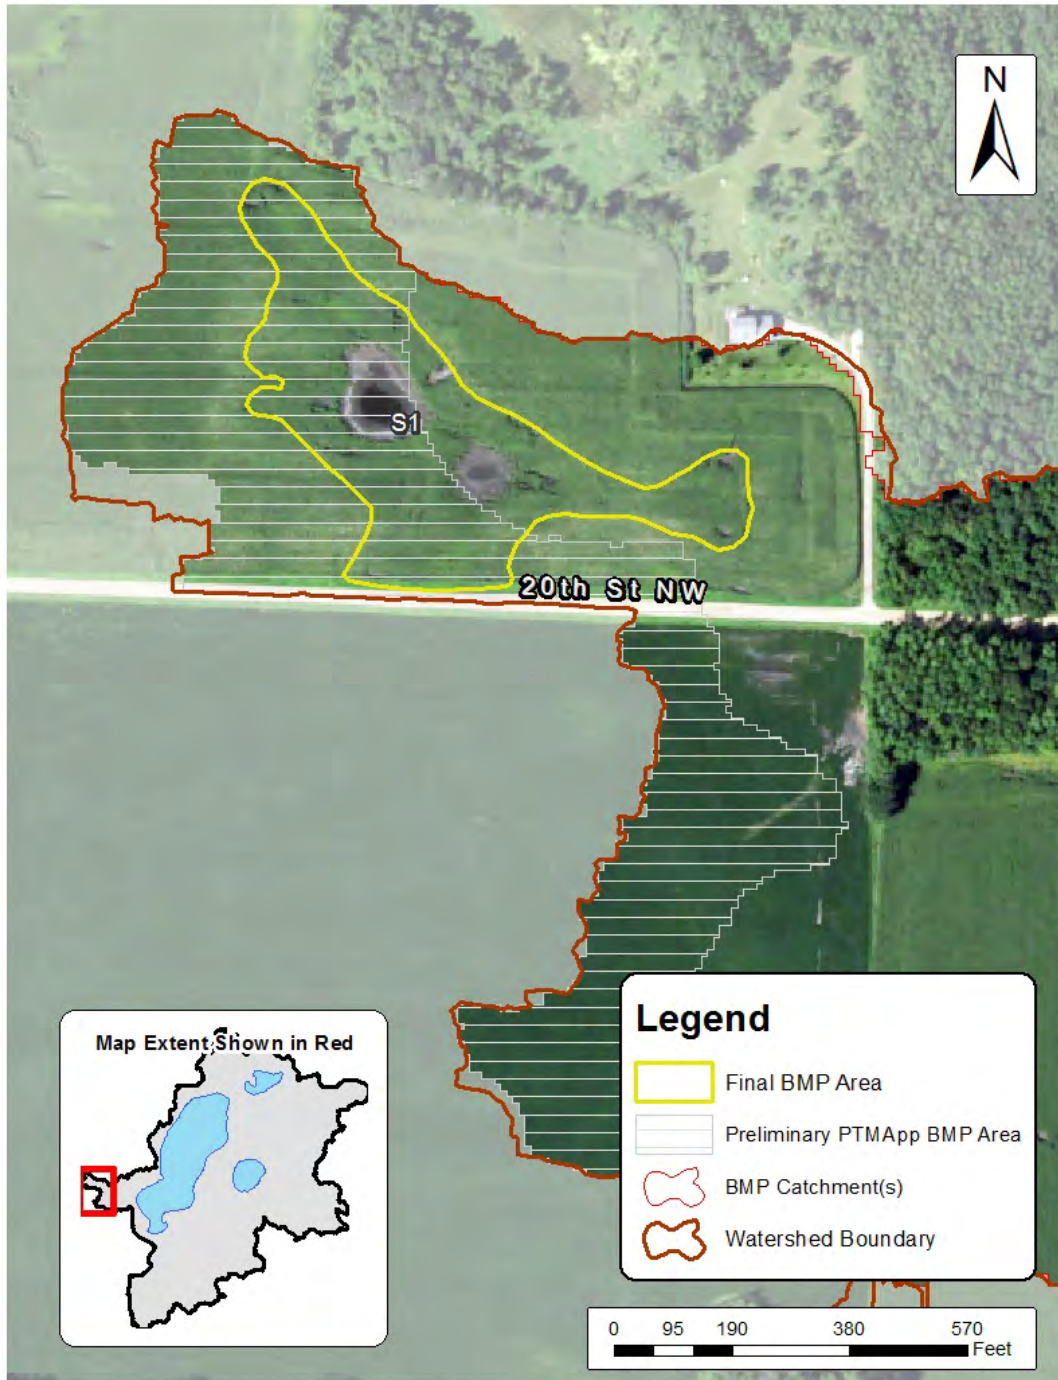 N
S1
20th St NW
Map Extent Shown in Red
Legend
Final BMP Area
Preliminary PTMApp BMP Area
BMP Catchment(s)
Watershed Boundary
0 95 190 380 570
Feet